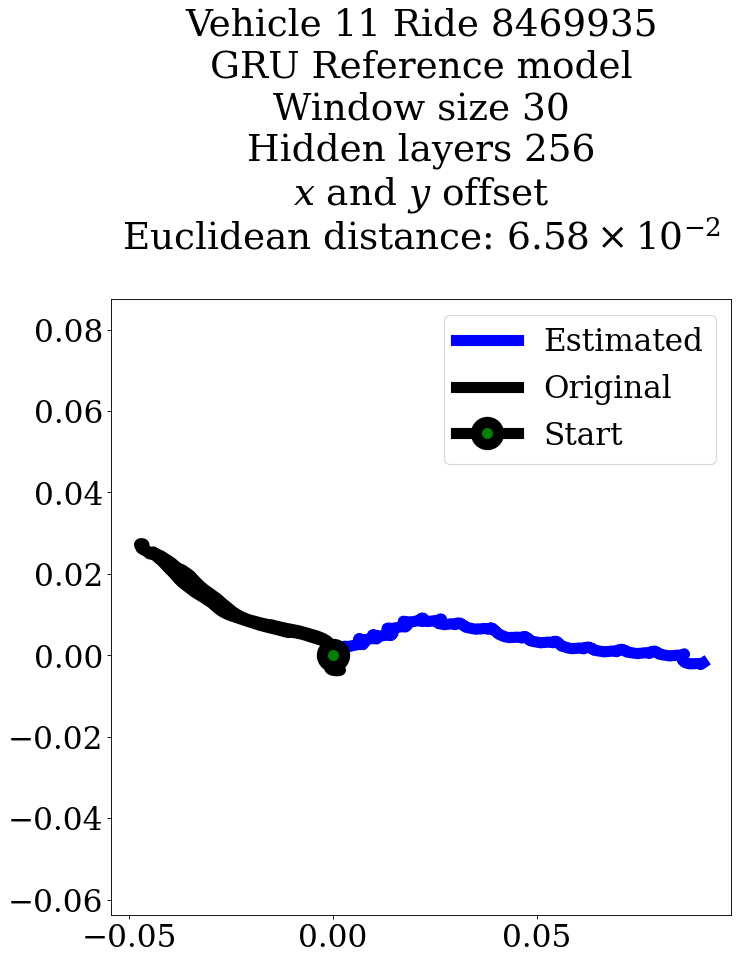 Vehicle 11 Ride 8469935
GRU Reference model
Window size 30
Hidden layers 256
x and y offset
Euclidean distance: 6.58 × 10⁻²
Estimated
Original
Start
0.08
0.06
0.04
0.02
0.00
−0.02
−0.04
−0.06
−0.05 0.00 0.05